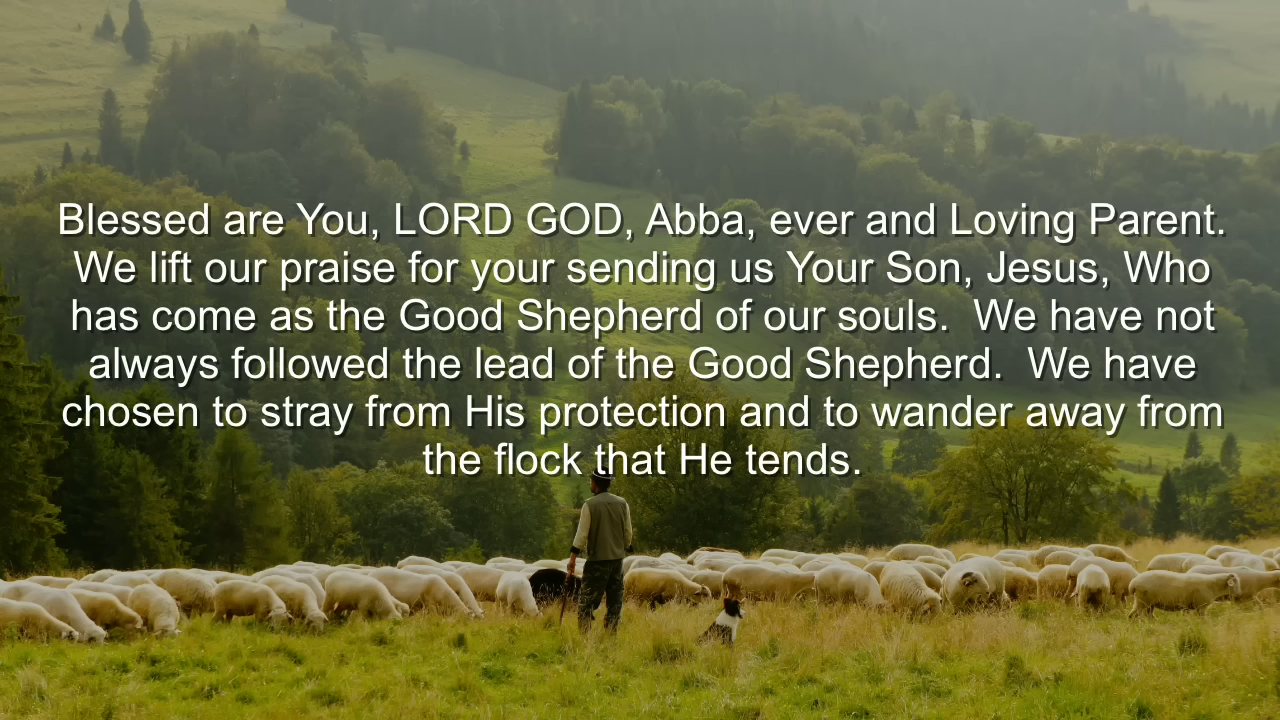 Blessed are You, LORD GOD, Abba, ever and Loving Parent.
We lift our praise for your sending us Your Son, Jesus, Who
has come as the Good Shepherd of our souls.  We have not
always followed the lead of the Good Shepherd.  We have
chosen to stray from His protection and to wander away from
the flock that He tends.